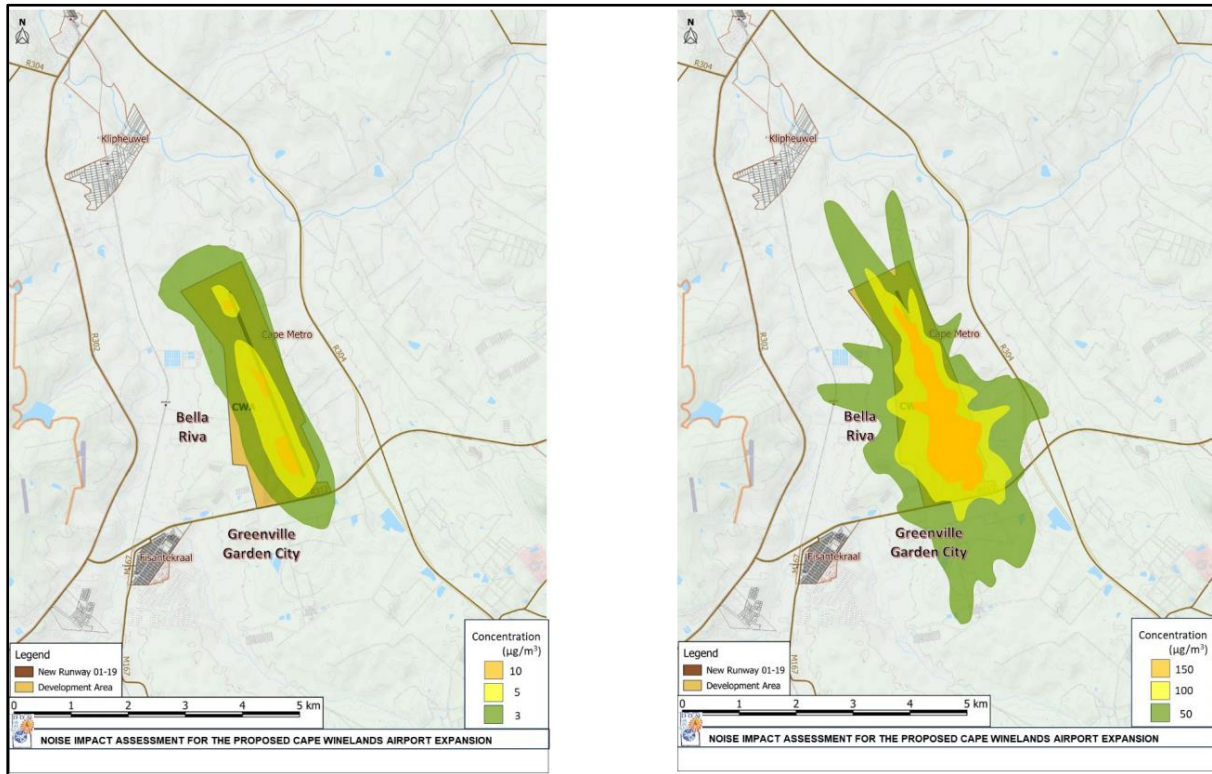 N
R304
Klipheuwel
R302
Cape Metro
R304
CWA
Bella
Riva
Greenville
Garden City
Fisantekraal
M167
Concentration
(µg/m³)
10
5
3
Legend
New Runway 01-19
Development Area
0 1 2 3 4 5 km
NOISE IMPACT ASSESSMENT FOR THE PROPOSED CAPE WINELANDS AIRPORT EXPANSION
N
R304
Klipheuwel
R302
Cape Metro
R304
Bella
Riva
Greenville
Garden City
Fisantekraal
M167
Concentration
(µg/m³)
150
100
50
Legend
New Runway 01-19
Development Area
0 1 2 3 4 5 km
NOISE IMPACT ASSESSMENT FOR THE PROPOSED CAPE WINELANDS AIRPORT EXPANSION